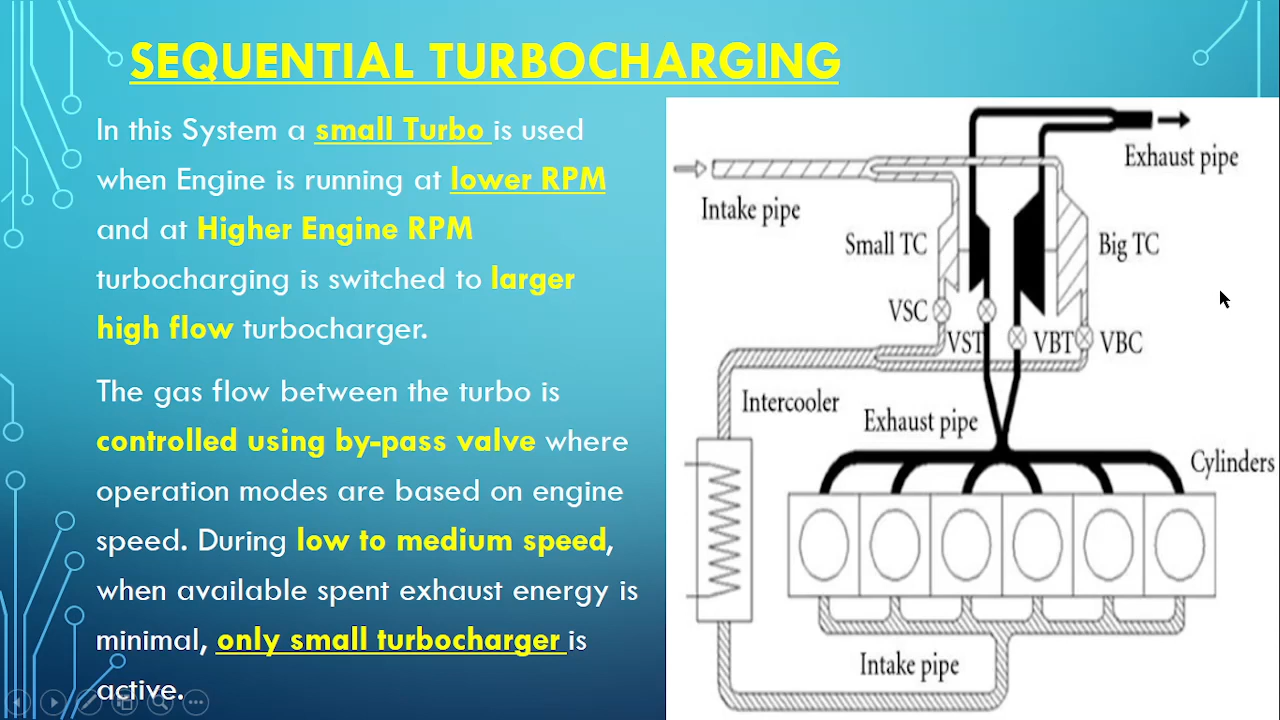 SEQUENTIAL TURBOCHARGING
In this System a small Turbo is used
when Engine is running at lower RPM
and at Higher Engine RPM
turbocharging is switched to larger
high flow turbocharger.
The gas flow between the turbo is
controlled using by-pass valve where
operation modes are based on engine
speed. During low to medium speed,
when available spent exhaust energy is
minimal, only small turbocharger is
active.
Exhaust pipe
Intake pipe
Small TC
Big TC
VSC
VST
VBT
VBC
Intercooler
Exhaust pipe
Cylinders
Intake pipe